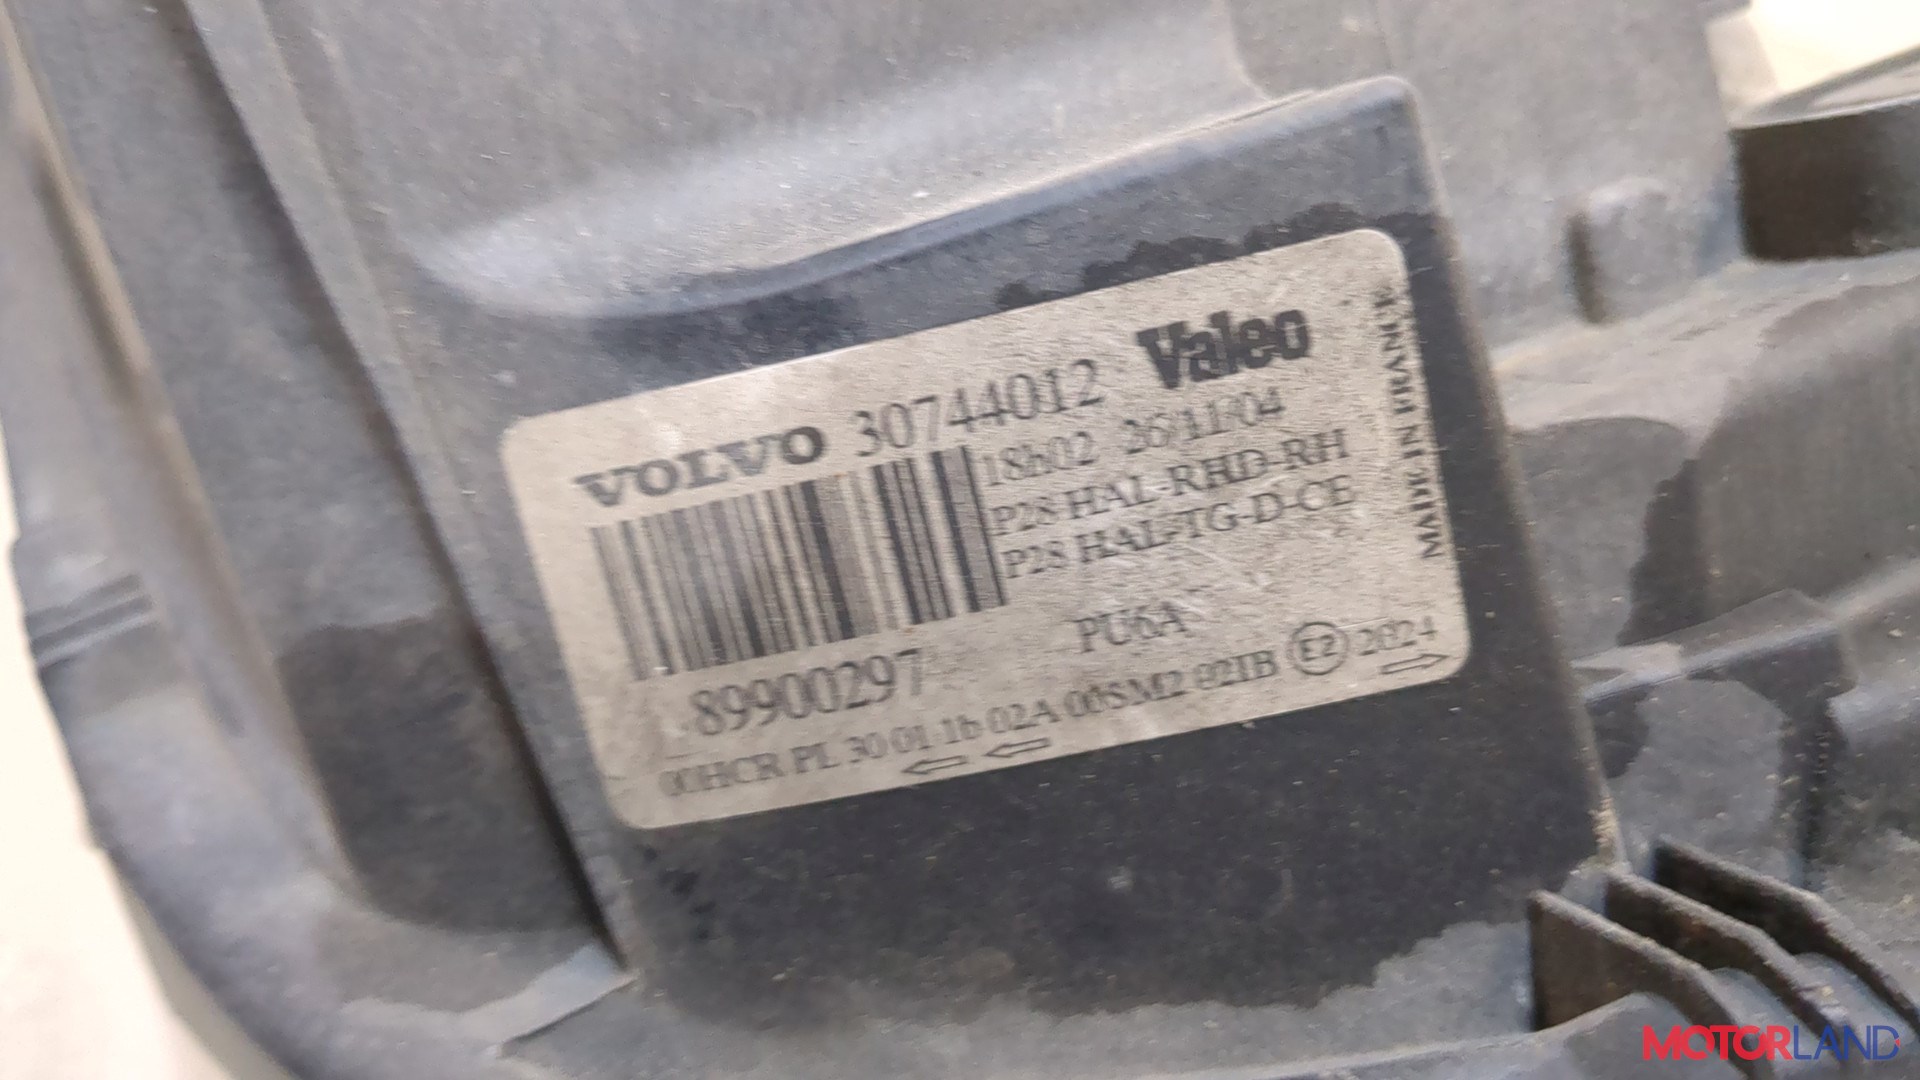 VOLVO 30744012 Valeo
18h02 26/11/04
P28 HAL-RHD-RH
P28 HAL-TG-D-CE
MADE IN FRANCE
PU6A
89900297
00HCR PL 30 01 1b 02A 00SM2 02IB E2 2024
MOTORLAND